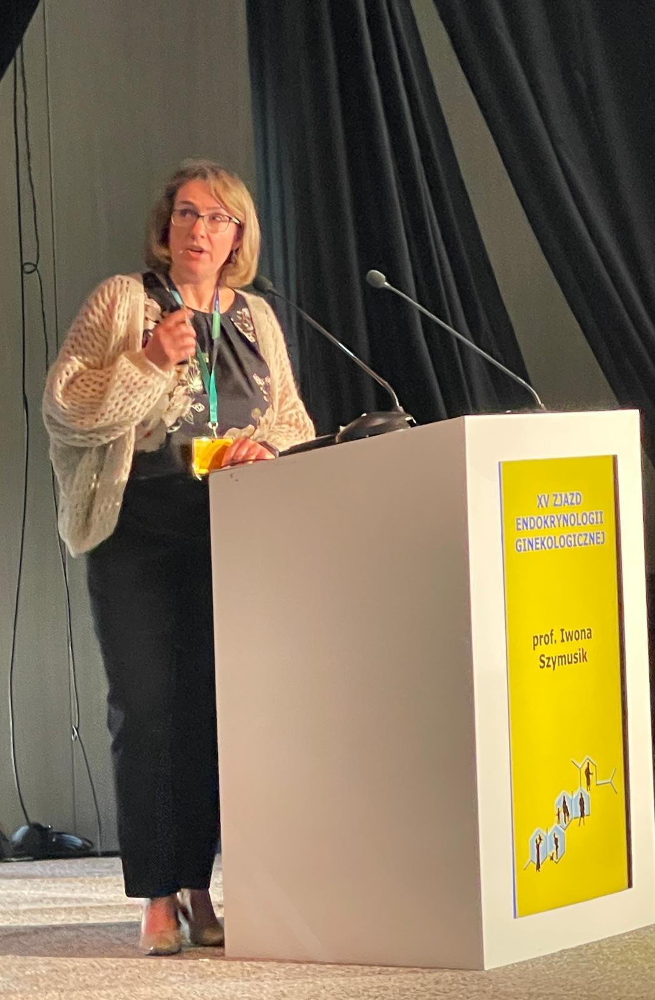 XV ZJAZD
ENDOKRYNOLOGII
GINEKOLOGICZNEJ
prof. Iwona
Szymusik